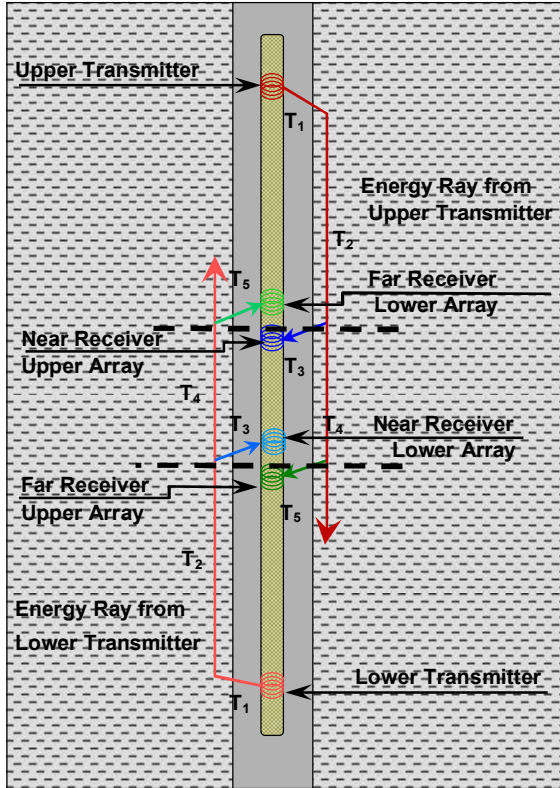 Upper Transmitter
T1
Energy Ray from
Upper Transmitter
T2
T5
Far Receiver
Lower Array
Near Receiver
Upper Array
T3
T4
T3
T4
Near Receiver
Lower Array
Far Receiver
Upper Array
T5
T2
Energy Ray from
Lower Transmitter
Lower Transmitter
T1